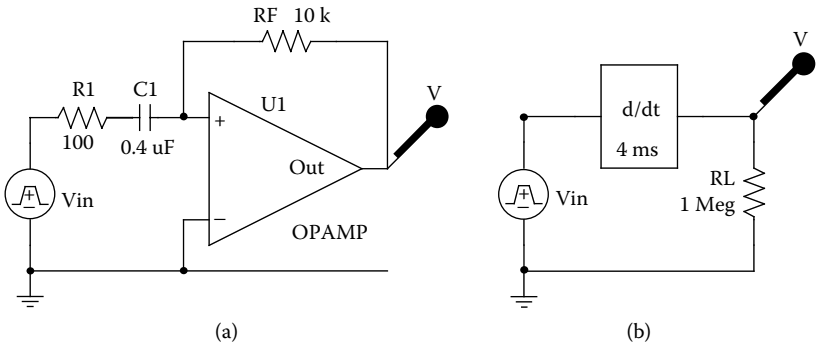 RF 10 k
R1
C1
100
0.4 uF
U1
+
Out
−
OPAMP
V
+
−
Vin
(a)
d/dt
4 ms
V
RL
1 Meg
+
−
Vin
(b)